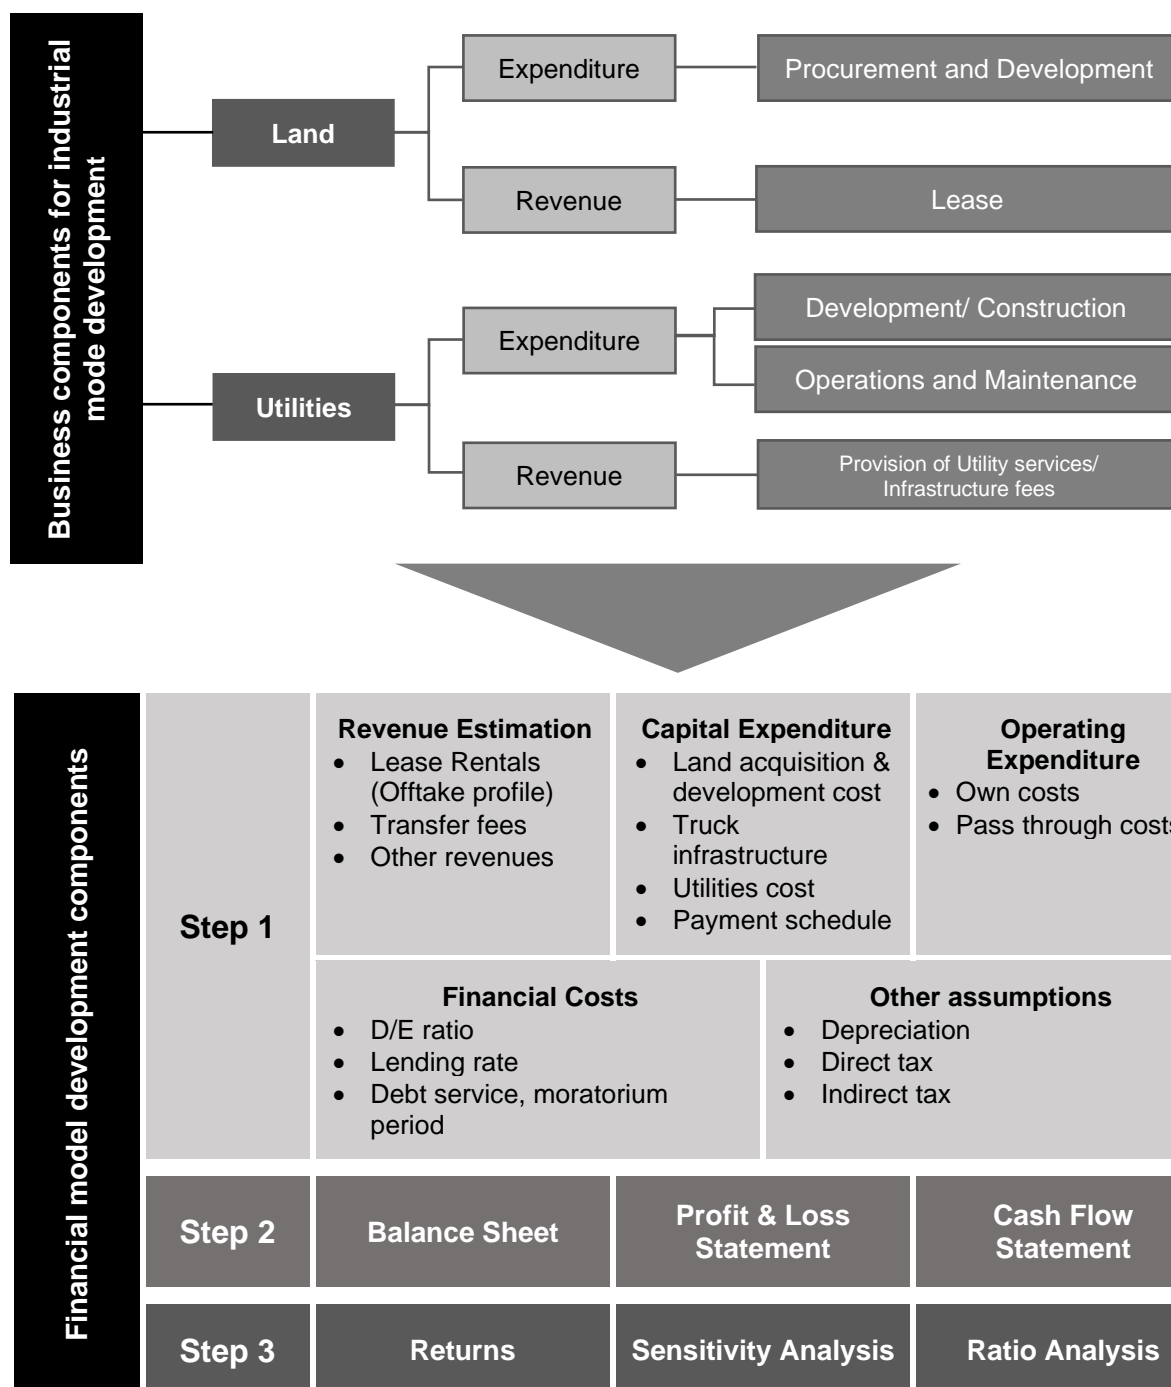 Business components for industrial
mode development
Land
Expenditure
Procurement and Development
Revenue
Lease
Utilities
Expenditure
Development/ Construction
Operations and Maintenance
Revenue
Provision of Utility services/
Infrastructure fees
Financial model development components
Step 1
Revenue Estimation
• Lease Rentals
(Offtake profile)
• Transfer fees
• Other revenues
Capital Expenditure
• Land acquisition &
development cost
• Truck
infrastructure
• Utilities cost
• Payment schedule
Operating
Expenditure
• Own costs
• Pass through costs
Financial Costs
• D/E ratio
• Lending rate
• Debt service, moratorium
period
Other assumptions
• Depreciation
• Direct tax
• Indirect tax
Step 2
Balance Sheet
Profit & Loss
Statement
Cash Flow
Statement
Step 3
Returns
Sensitivity Analysis
Ratio Analysis